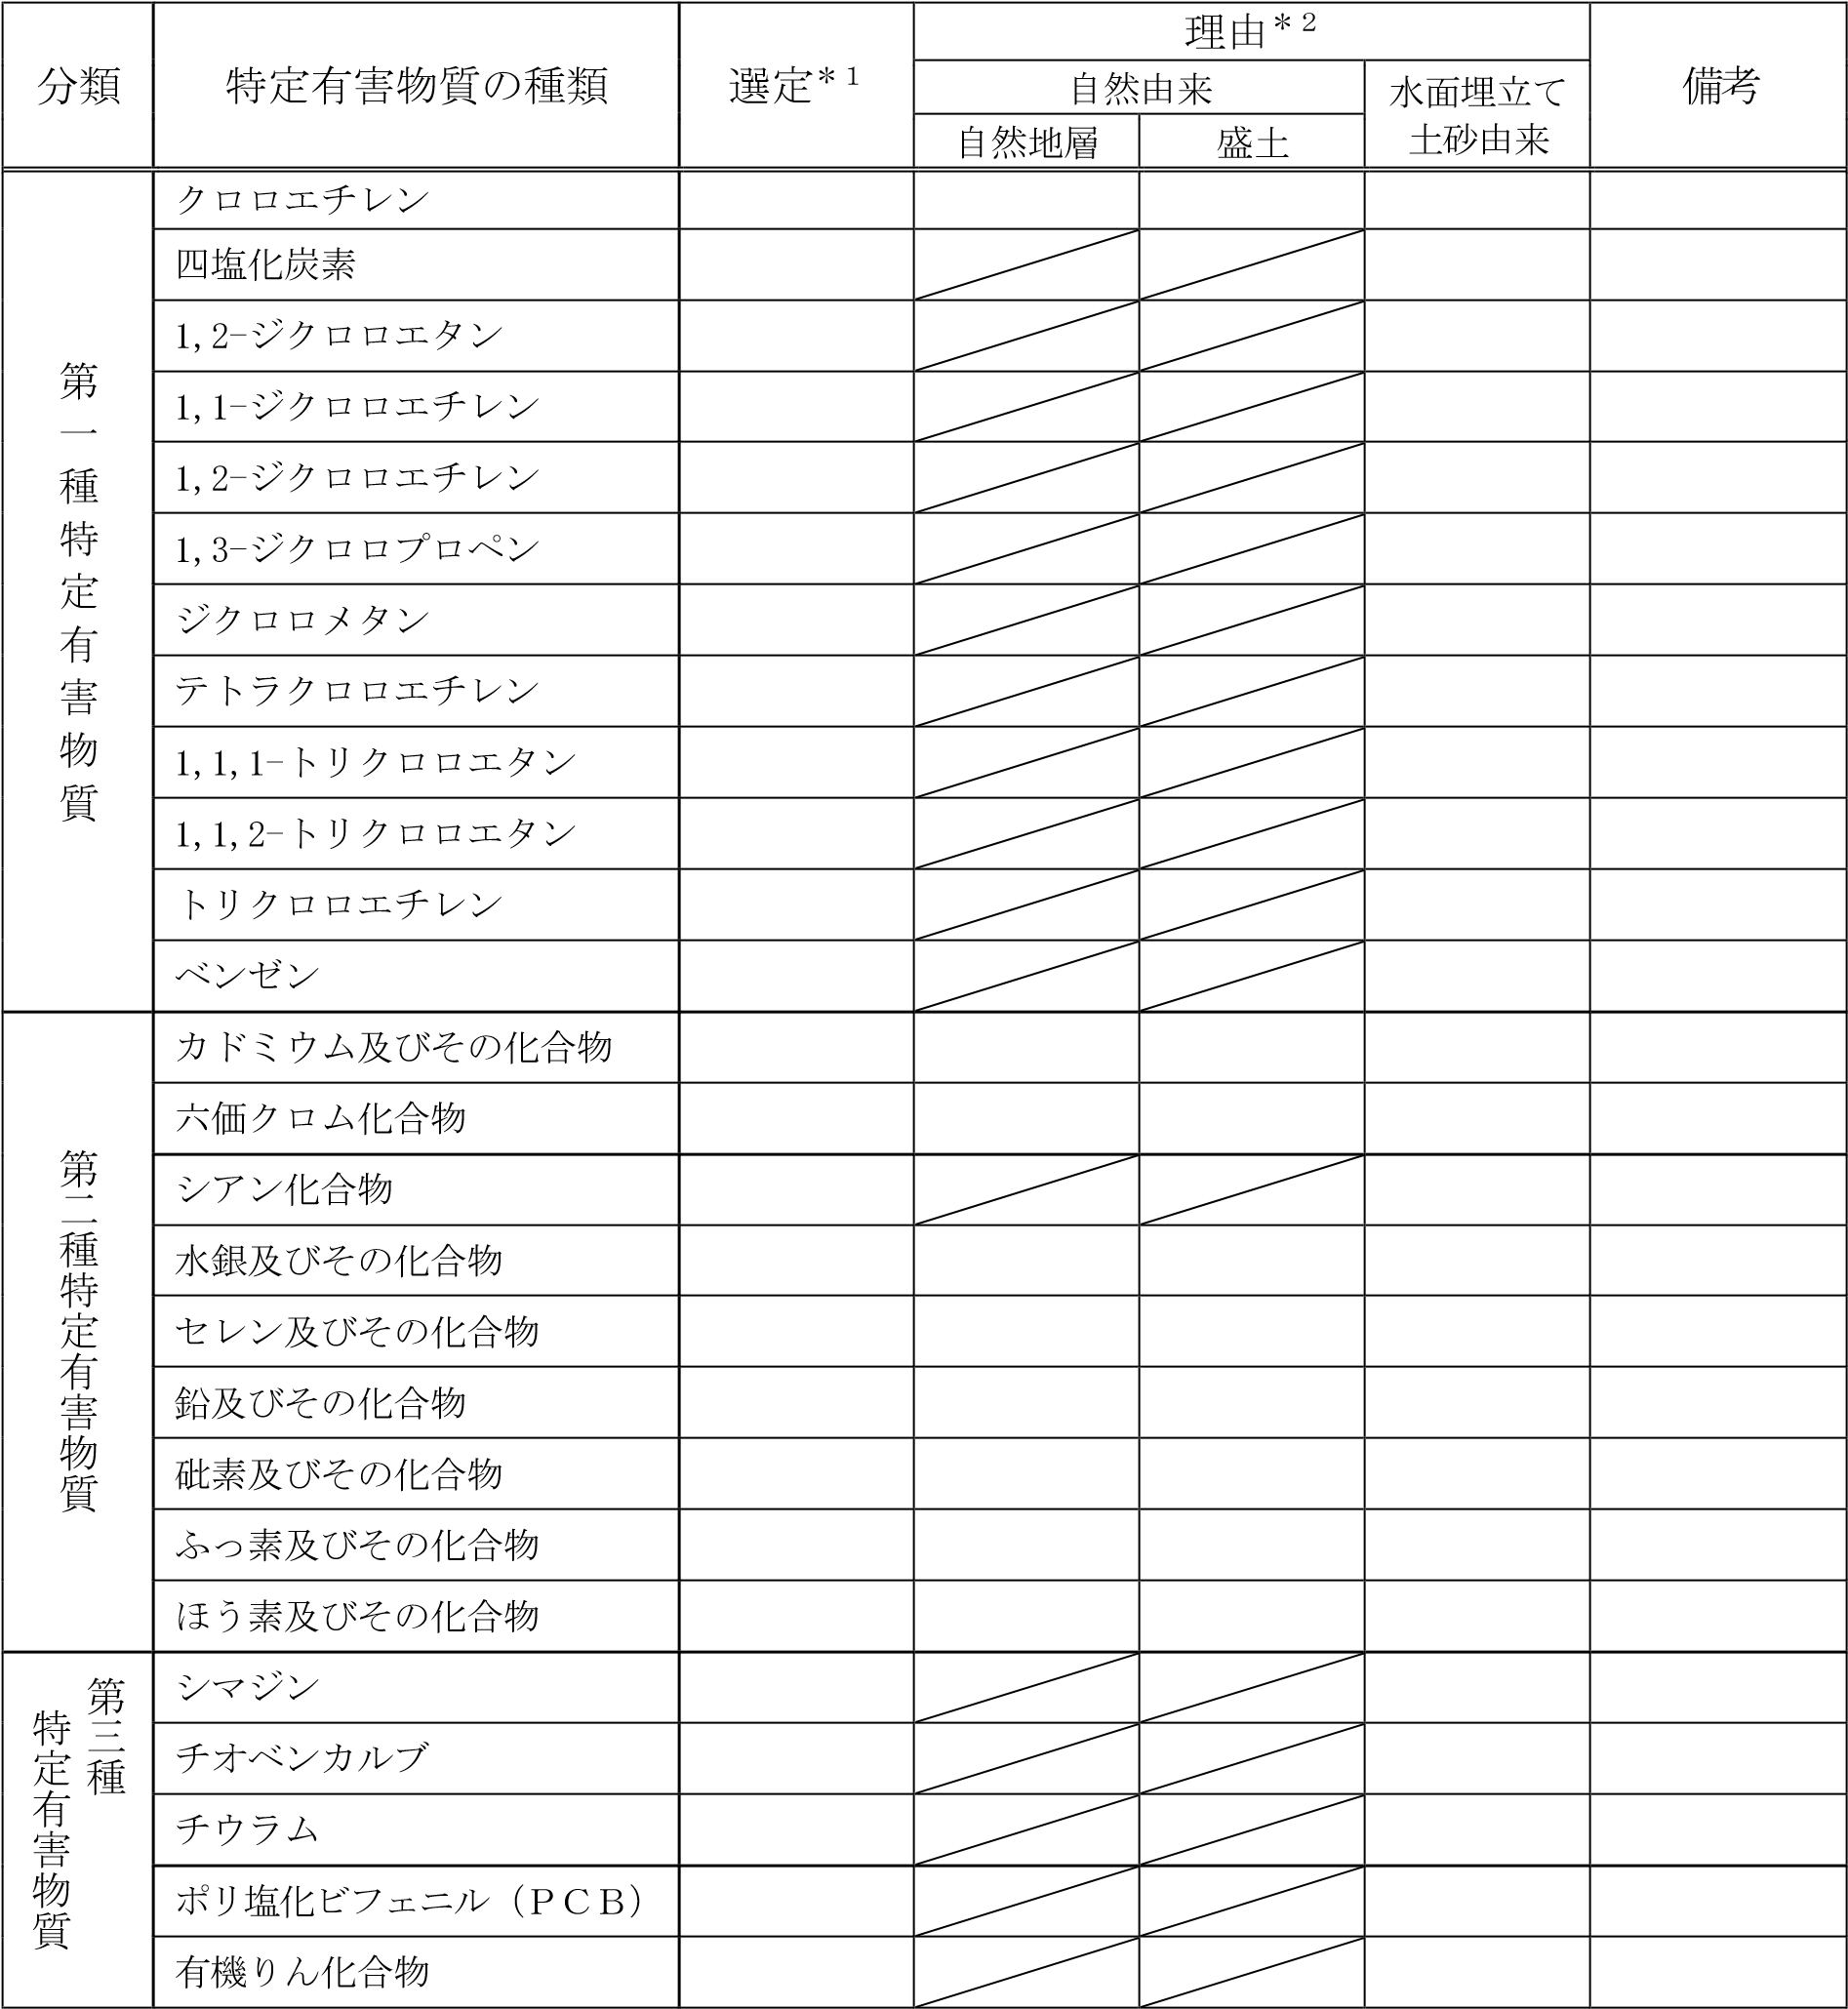 分類
特定有害物質の種類
選定＊１
理由＊２
自然由来
自然地層
盛土
水面埋立て
土砂由来
備考
第一種特定有害物質
クロロエチレン
四塩化炭素
1,2-ジクロロエタン
1,1-ジクロロエチレン
1,2-ジクロロエチレン
1,3-ジクロロプロペン
ジクロロメタン
テトラクロロエチレン
1,1,1-トリクロロエタン
1,1,2-トリクロロエタン
トリクロロエチレン
ベンゼン
第二種特定有害物質
カドミウム及びその化合物
六価クロム化合物
シアン化合物
水銀及びその化合物
セレン及びその化合物
鉛及びその化合物
砒素及びその化合物
ふっ素及びその化合物
ほう素及びその化合物
第三種
特定有害物質
シマジン
チオベンカルブ
チウラム
ポリ塩化ビフェニル（ＰＣＢ）
有機りん化合物